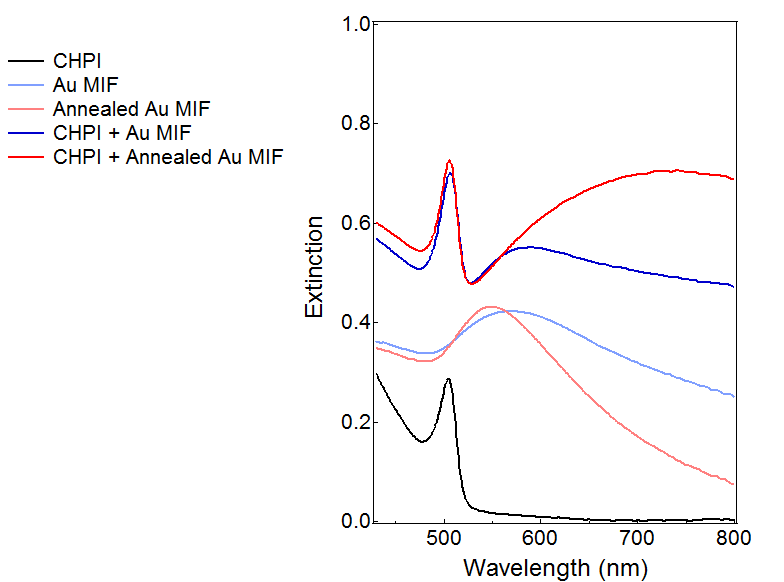 CHPI
Au MIF
Annealed Au MIF
CHPI + Au MIF
CHPI + Annealed Au MIF
1.0
0.8
0.6
0.4
0.2
0.0
Extinction
500 600 700 800
Wavelength (nm)